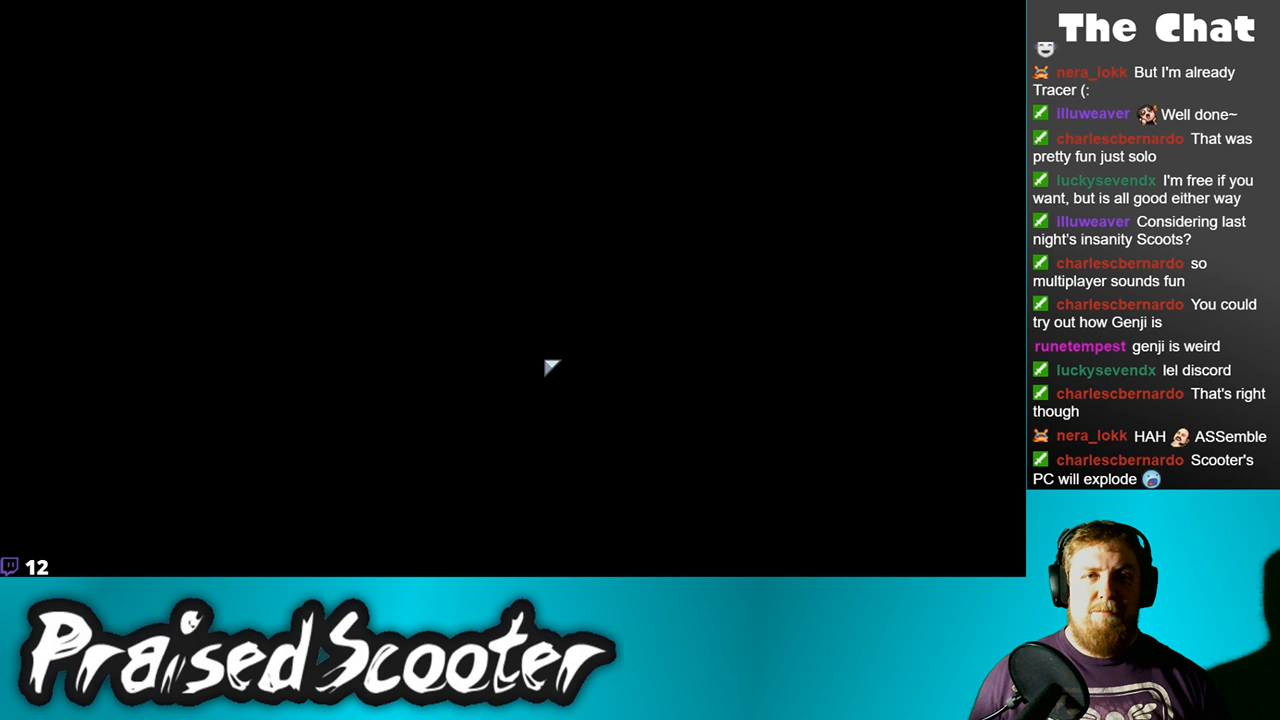 The Chat
nera_lokk But I'm already
Tracer (:
illuweaver Well done~
charlescbernardo That was
pretty fun just solo
luckysevendx I'm free if you
want, but is all good either way
illuweaver Considering last
night's insanity Scoots?
charlescbernardo so
multiplayer sounds fun
charlescbernardo You could
try out how Genji is
runetempest genji is weird
luckysevendx lel discord
charlescbernardo That's right
though
nera_lokk HAH ASSemble
charlescbernardo Scooter's
PC will explode
12
PraisedScooter